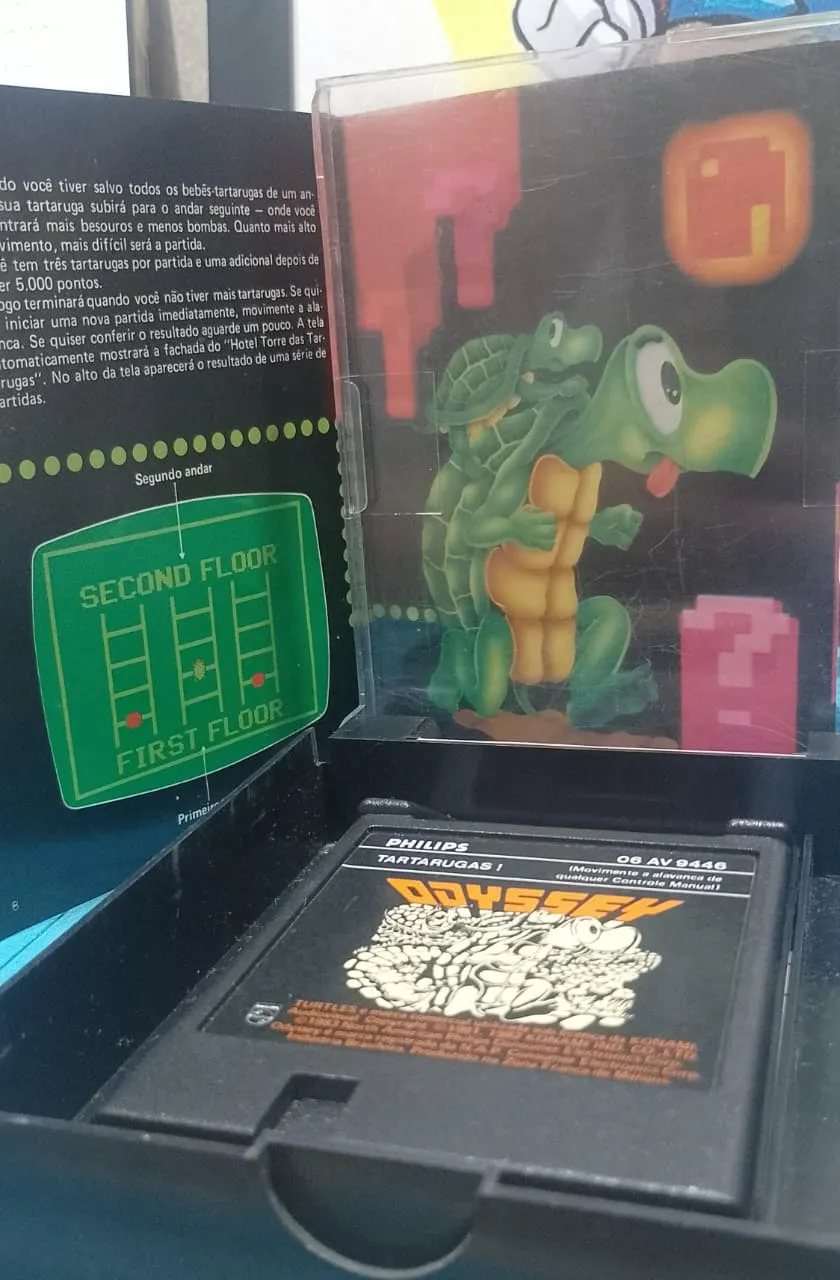 do você tiver salvo todos os bebês-tartarugas de um an-
sua tartaruga subirá para o andar seguinte — onde você
ntrará mais besouros e menos bombas. Quanto mais alto
vimento, mais difícil será a partida.
ê tem três tartarugas por partida e uma adicional depois de
er 5.000 pontos.
ogo terminará quando você não tiver mais tartarugas. Se qui-
iniciar uma nova partida imediatamente, movimente a ala-
nca. Se quiser conferir o resultado aguarde um pouco. A tela
tomaticamente mostrará a fachada do "Hotel Torre das Tar-
rugas". No alto da tela aparecerá o resultado de uma série de
artidas.
Segundo andar
SECOND FLOOR
FIRST FLOOR
Primeir
8
PHILIPS
06 AV 9446
TARTARUGAS !
(Movimente a alavanca de
qualquer Controle Manual)
ODYSSEY
TURTLES
KONAMI
CO. LTD